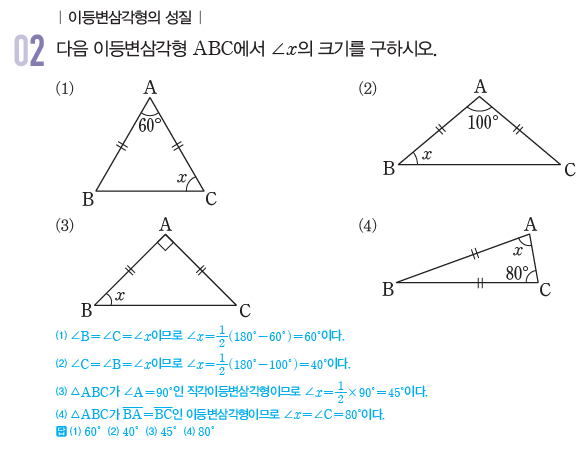 | 이등변삼각형의 성질 |
02 다음 이등변삼각형 ABC에서 ∠x의 크기를 구하시오.
(1) A 60° x B C
(2) A 100° x B C
(3) A x B C
(4) A x 80° B C
(1) ∠B=∠C=∠x이므로 ∠x=1/2(180°-60°)=60°이다.
(2) ∠C=∠B=∠x이므로 ∠x=1/2(180°-100°)=40°이다.
(3) △ABC가 ∠A=90°인 직각이등변삼각형이므로 ∠x=1/2×90°=45°이다.
(4) △ABC가 B̅A̅=B̅C̅인 이등변삼각형이므로 ∠x=∠C=80°이다.
답 (1) 60° (2) 40° (3) 45° (4) 80°